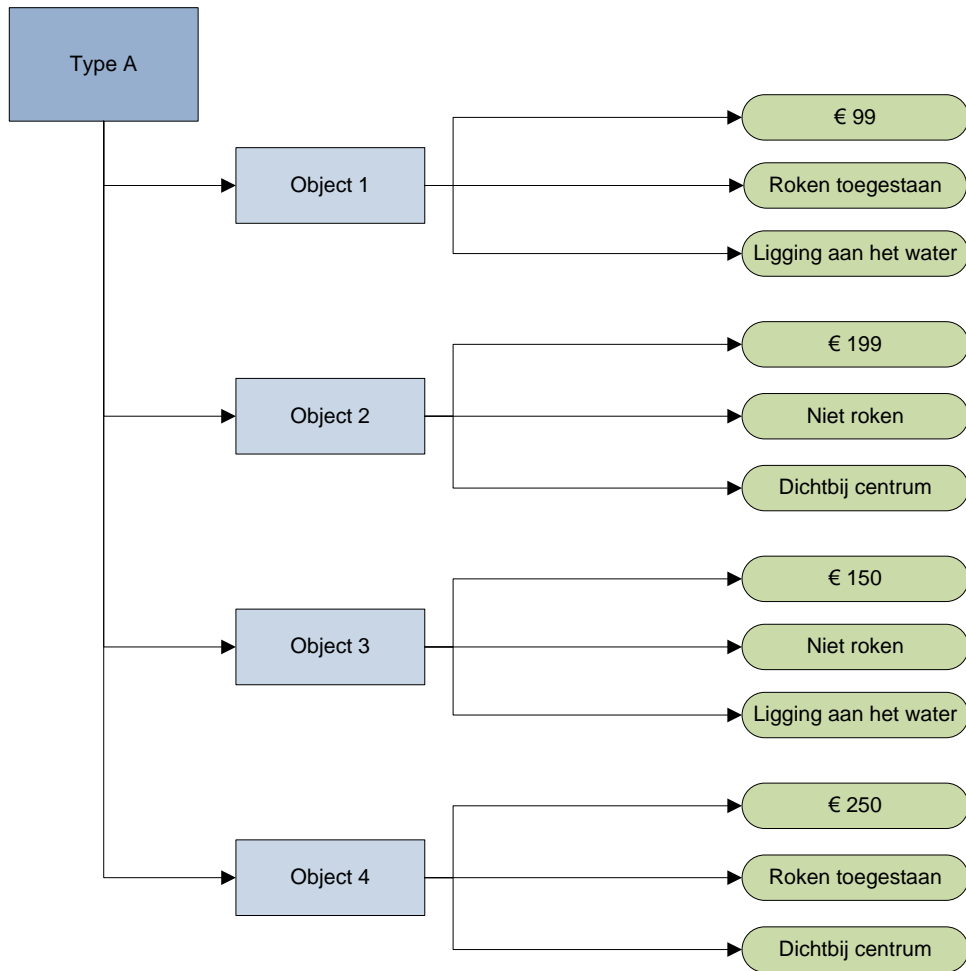 Type A
Object 1
€ 99
Roken toegestaan
Ligging aan het water
Object 2
€ 199
Niet roken
Dichtbij centrum
Object 3
€ 150
Niet roken
Ligging aan het water
Object 4
€ 250
Roken toegestaan
Dichtbij centrum